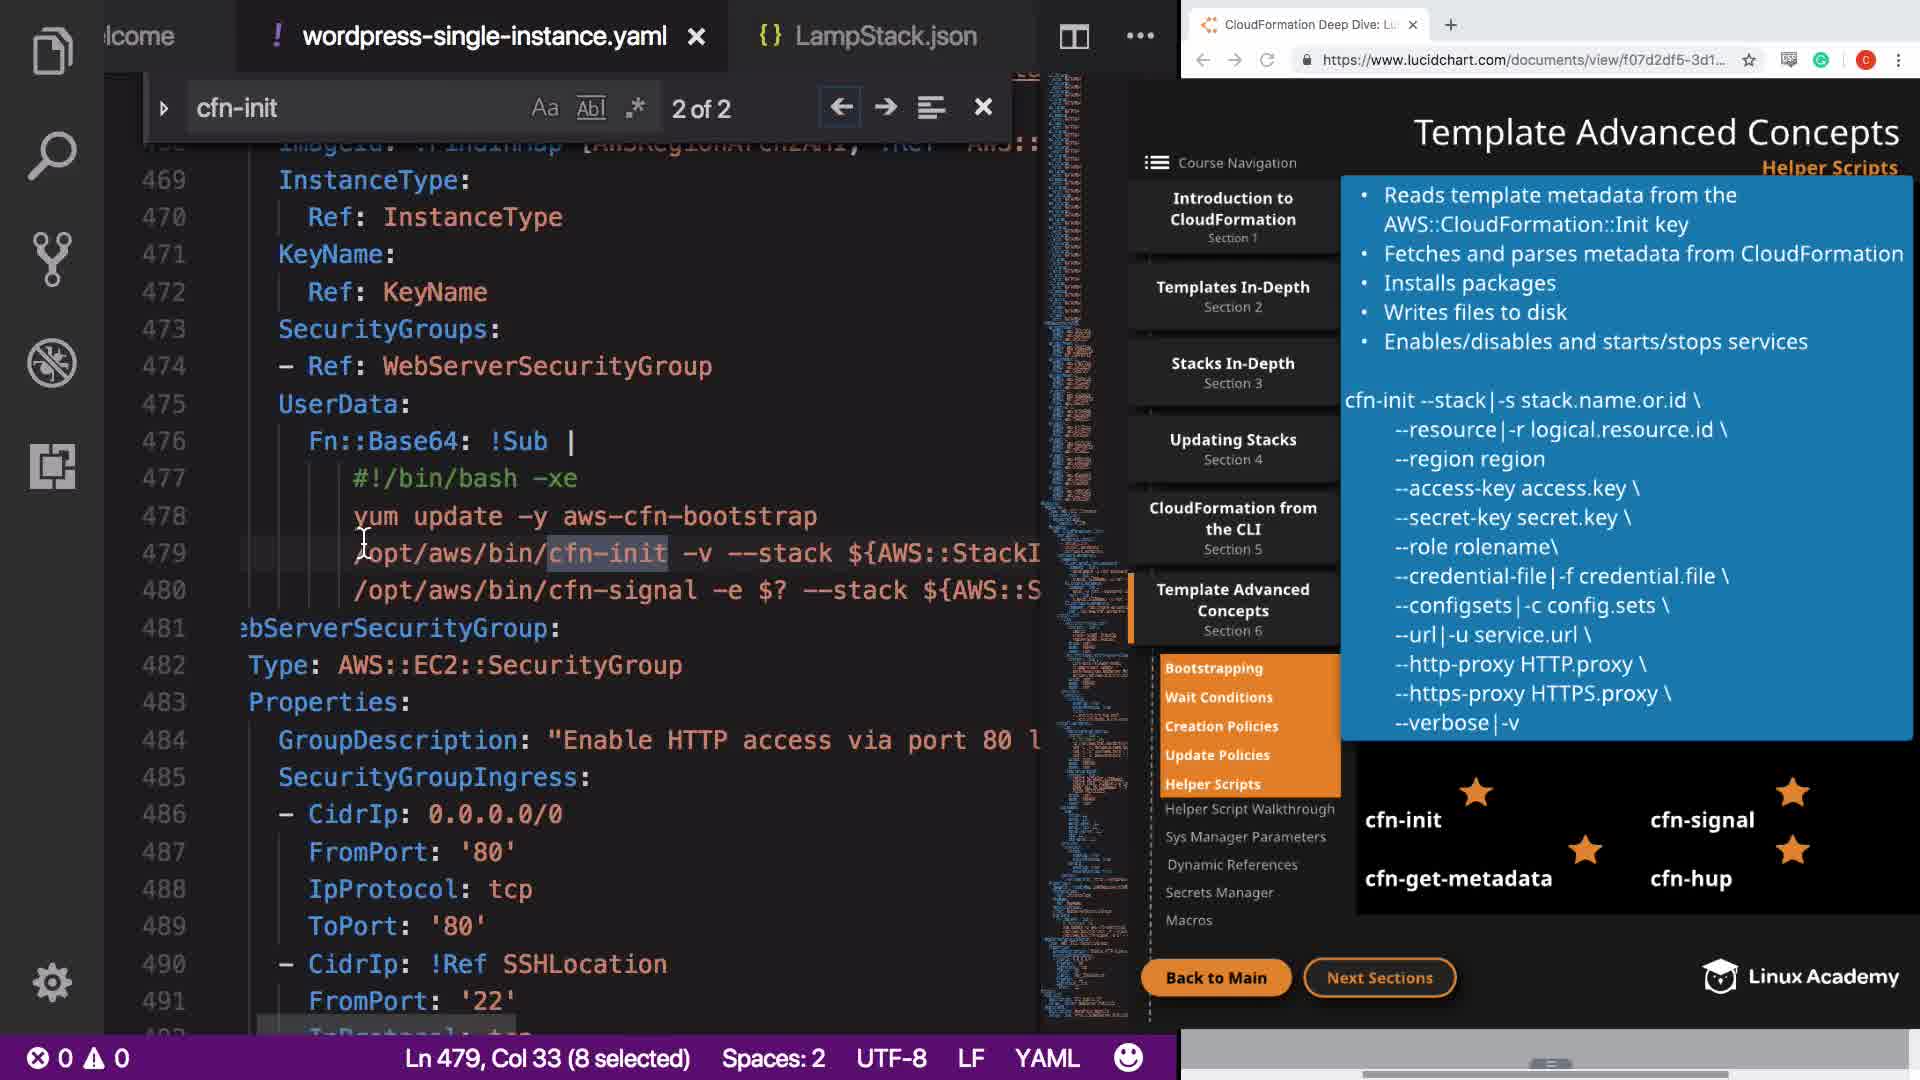 lcome
! wordpress-single-instance.yaml ×
{} LampStack.json
cfn-init
Aa Abl .* 2 of 2
469 InstanceType:
470 Ref: InstanceType
471 KeyName:
472 Ref: KeyName
473 SecurityGroups:
474 - Ref: WebServerSecurityGroup
475 UserData:
476 Fn::Base64: !Sub |
477 #!/bin/bash -xe
478 yum update -y aws-cfn-bootstrap
479 /opt/aws/bin/cfn-init -v --stack ${AWS::StackI
480 /opt/aws/bin/cfn-signal -e $? --stack ${AWS::S
481 ebServerSecurityGroup:
482 Type: AWS::EC2::SecurityGroup
483 Properties:
484 GroupDescription: "Enable HTTP access via port 80 l
485 SecurityGroupIngress:
486 - CidrIp: 0.0.0.0/0
487 FromPort: '80'
488 IpProtocol: tcp
489 ToPort: '80'
490 - CidrIp: !Ref SSHLocation
491 FromPort: '22'
0 0
Ln 479, Col 33 (8 selected)
Spaces: 2
UTF-8
LF
YAML
CloudFormation Deep Dive: Lu
https://www.lucidchart.com/documents/view/f07d2df5-3d1...
C
Template Advanced Concepts
Helper Scripts
Course Navigation
Introduction to
CloudFormation
Section 1
Templates In-Depth
Section 2
Stacks In-Depth
Section 3
Updating Stacks
Section 4
CloudFormation from
the CLI
Section 5
Template Advanced
Concepts
Section 6
Bootstrapping
Wait Conditions
Creation Policies
Update Policies
Helper Scripts
Helper Script Walkthrough
Sys Manager Parameters
Dynamic References
Secrets Manager
Macros
• Reads template metadata from the
AWS::CloudFormation::Init key
• Fetches and parses metadata from CloudFormation
• Installs packages
• Writes files to disk
• Enables/disables and starts/stops services
cfn-init --stack|-s stack.name.or.id \
--resource|-r logical.resource.id \
--region region
--access-key access.key \
--secret-key secret.key \
--role rolename\
--credential-file|-f credential.file \
--configsets|-c config.sets \
--url|-u service.url \
--http-proxy HTTP.proxy \
--https-proxy HTTPS.proxy \
--verbose|-v
cfn-init
cfn-signal
cfn-get-metadata
cfn-hup
Back to Main
Next Sections
Linux Academy